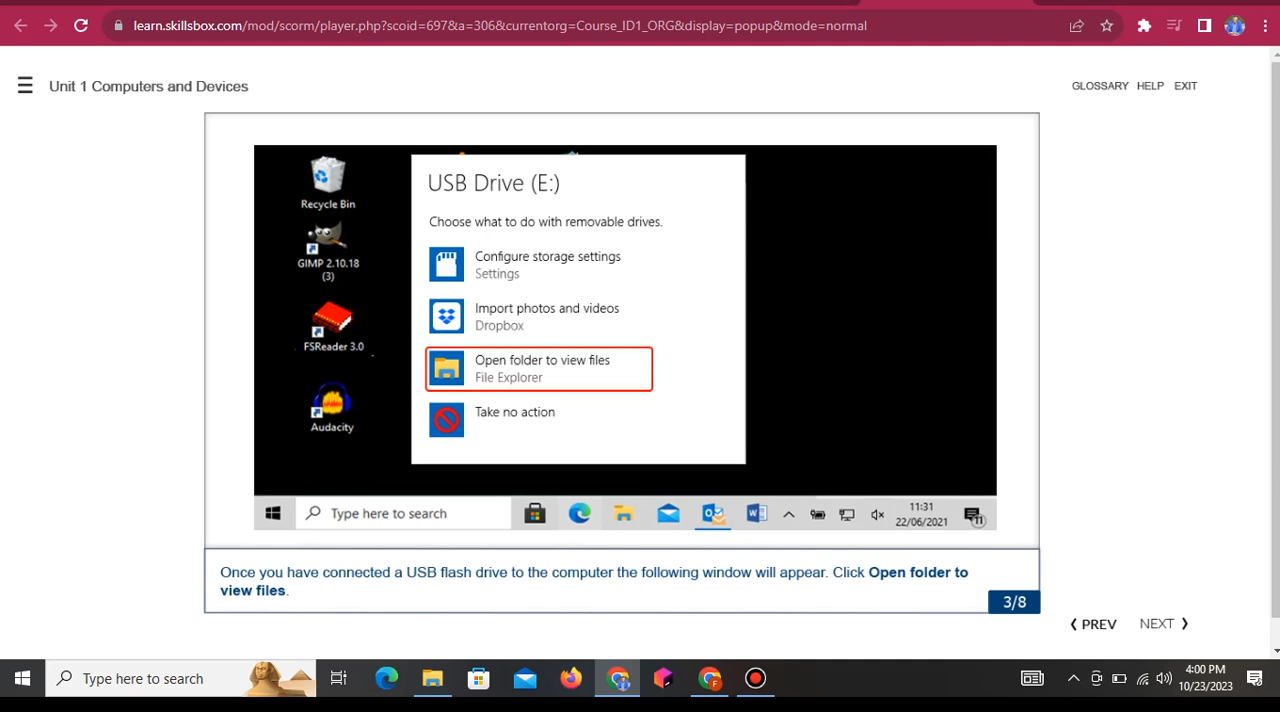 learn.skillsbox.com/mod/scorm/player.php?scoid=697&a=306&currentorg=Course_ID1_ORG&display=popup&mode=normal
Unit 1 Computers and Devices
GLOSSARY HELP EXIT
Recycle Bin
GIMP 2.10.18
(3)
FSReader 3.0
Audacity
USB Drive (E:)
Choose what to do with removable drives.
Configure storage settings
Settings
Import photos and videos
Dropbox
Open folder to view files
File Explorer
Take no action
Type here to search
11:31
22/06/2021
11
Once you have connected a USB flash drive to the computer the following window will appear. Click Open folder to
view files.
3/8
❮ PREV NEXT ❯
Type here to search
4:00 PM
10/23/2023